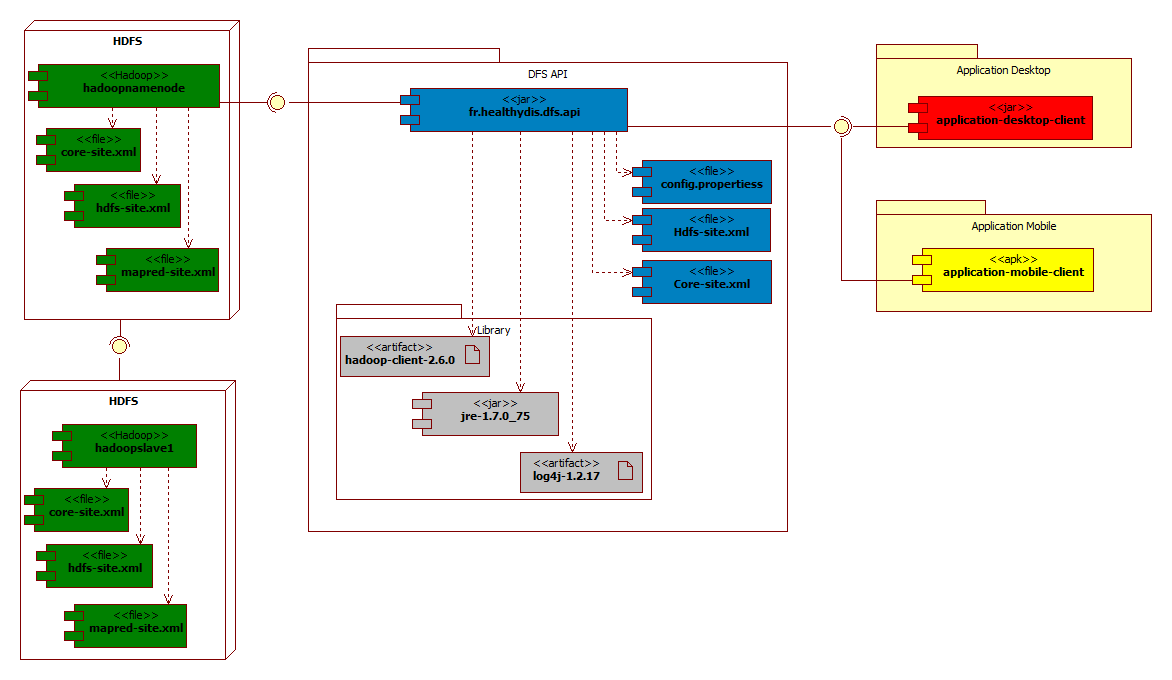 HDFS
<<Hadoop>>
hadoopnamenode
<<file>>
core-site.xml
<<file>>
hdfs-site.xml
<<file>>
mapred-site.xml
HDFS
<<Hadoop>>
hadoopslave1
<<file>>
core-site.xml
<<file>>
hdfs-site.xml
<<file>>
mapred-site.xml
DFS API
<<jar>>
fr.healthydis.dfs.api
<<file>>
config.propertiess
<<file>>
Hdfs-site.xml
<<file>>
Core-site.xml
Library
<<artifact>>
hadoop-client-2.6.0
<<jar>>
jre-1.7.0_75
<<artifact>>
log4j-1.2.17
Application Desktop
<<jar>>
application-desktop-client
Application Mobile
<<apk>>
application-mobile-client